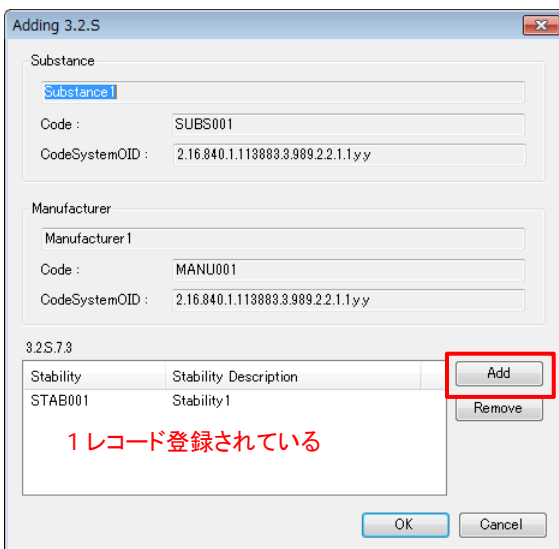 Adding 3.2.S
Substance
Substance1
Code :
SUBS001
CodeSystemOID :
2.16.840.1.113883.3.989.2.2.1.1.y.y
Manufacturer
Manufacturer1
Code :
MANU001
CodeSystemOID :
2.16.840.1.113883.3.989.2.2.1.1.y.y
3.2.S.7.3
Stability Stability Description
STAB001 Stability1
Add
Remove
1レコード登録されている
OK Cancel